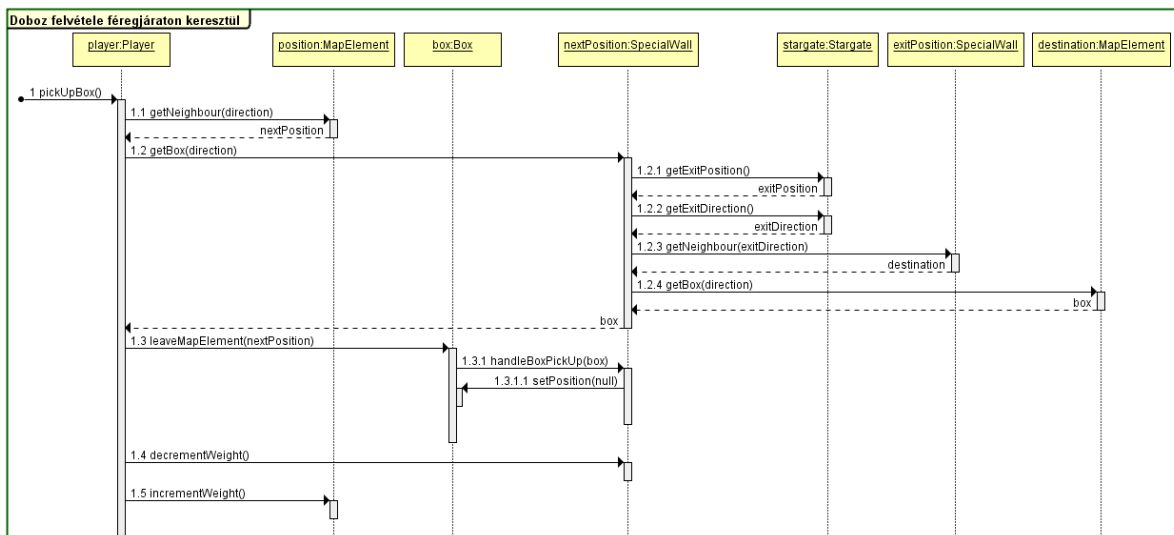 Doboz felvétele féregjáraton keresztül
player:Player
position:MapElement
box:Box
nextPosition:SpecialWall
stargate:Stargate
exitPosition:SpecialWall
destination:MapElement
1 pickUpBox()
1.1 getNeighbour(direction)
nextPosition
1.2 getBox(direction)
1.2.1 getExitPosition()
exitPosition
1.2.2 getExitDirection()
exitDirection
1.2.3 getNeighbour(exitDirection)
destination
1.2.4 getBox(direction)
box
box
1.3 leaveMapElement(nextPosition)
1.3.1 handleBoxPickUp(box)
1.3.1.1 setPosition(null)
1.4 decrementWeight()
1.5 incrementWeight()